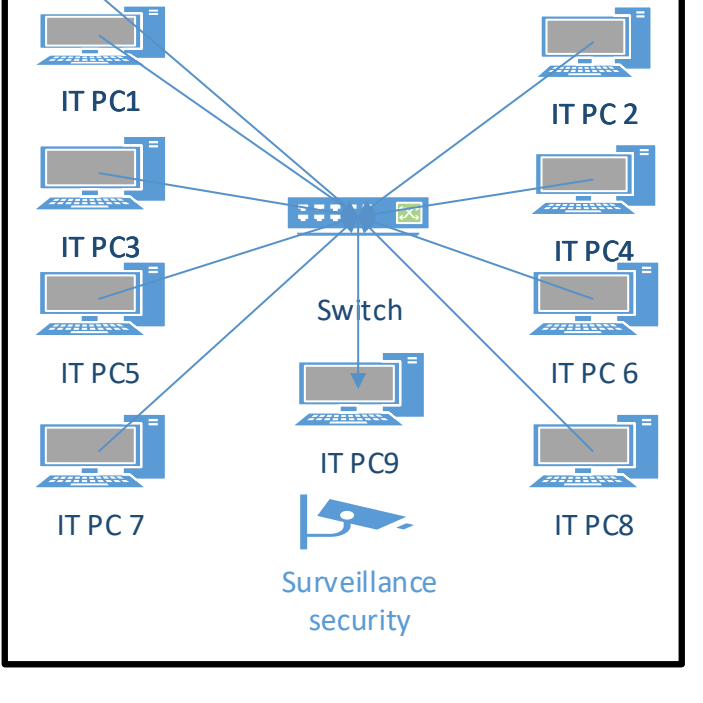 IT PC1
IT PC 2
IT PC3
IT PC4
Switch
IT PC5
IT PC 6
IT PC9
IT PC 7
IT PC8
Surveillance
security